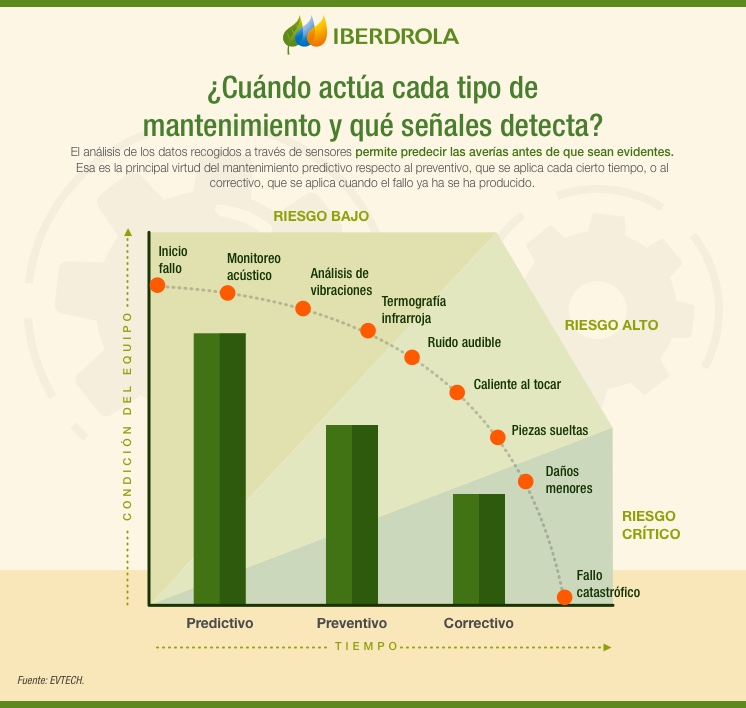 IBERDROLA
¿Cuándo actúa cada tipo de
mantenimiento y qué señales detecta?
El análisis de los datos recogidos a través de sensores permite predecir las averías antes de que sean evidentes.
Esa es la principal virtud del mantenimiento predictivo respecto al preventivo, que se aplica cada cierto tiempo, o al
correctivo, que se aplica cuando el fallo ya ha se ha producido.
RIESGO BAJO
Inicio
fallo
Monitoreo
acústico
Análisis de
vibraciones
Termografía
infrarroja
Ruido audible
Caliente al tocar
Piezas sueltas
Daños
menores
Fallo
catastrófico
RIESGO ALTO
RIESGO
CRÍTICO
CONDICIÓN DEL EQUIPO
Predictivo
Preventivo
Correctivo
TIEMPO
Fuente: EVTECH.